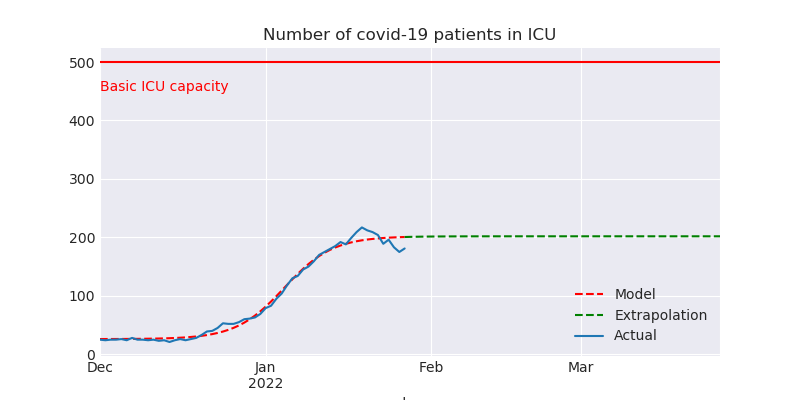 Number of covid-19 patients in ICU
500
Basic ICU capacity
400
300
200
100
0
Model
Extrapolation
Actual
Dec
Jan
2022
Feb
Mar